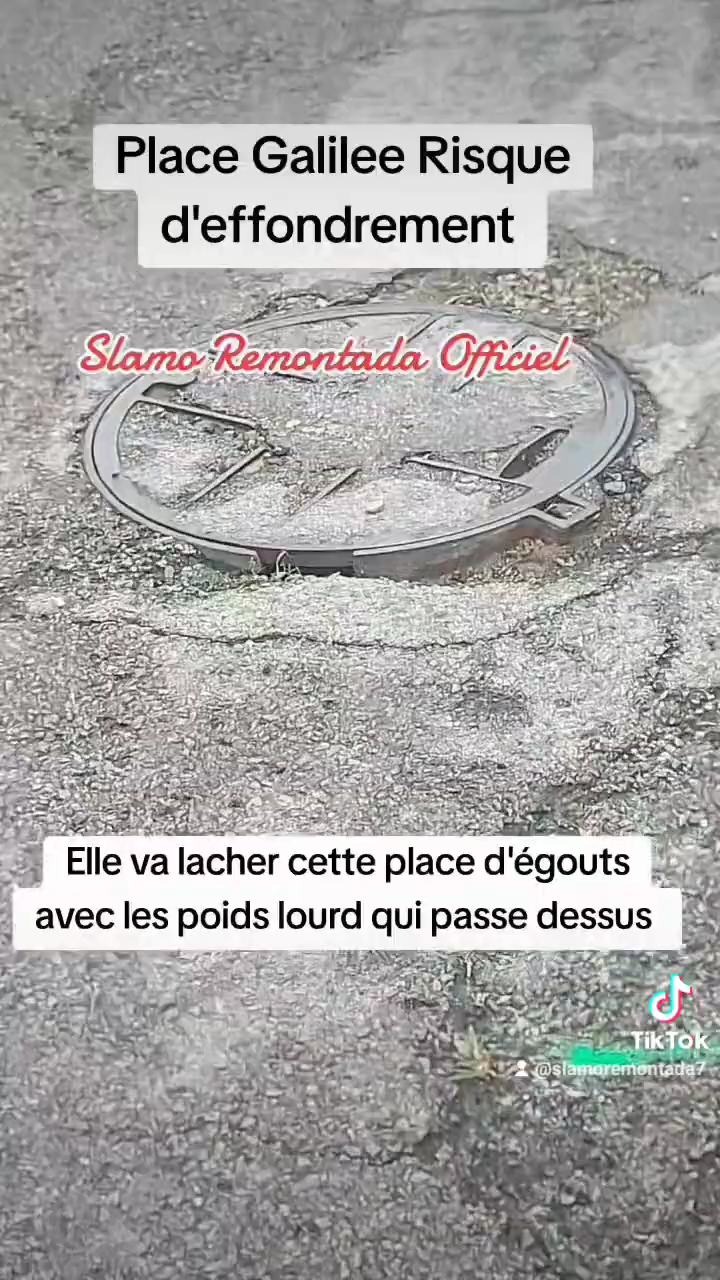 Place Galilee Risque
d'effondrement
Slamo Remontada Officiel
Elle va lacher cette place d'égouts
avec les poids lourd qui passe dessus
TikTok
@slamoremontada7